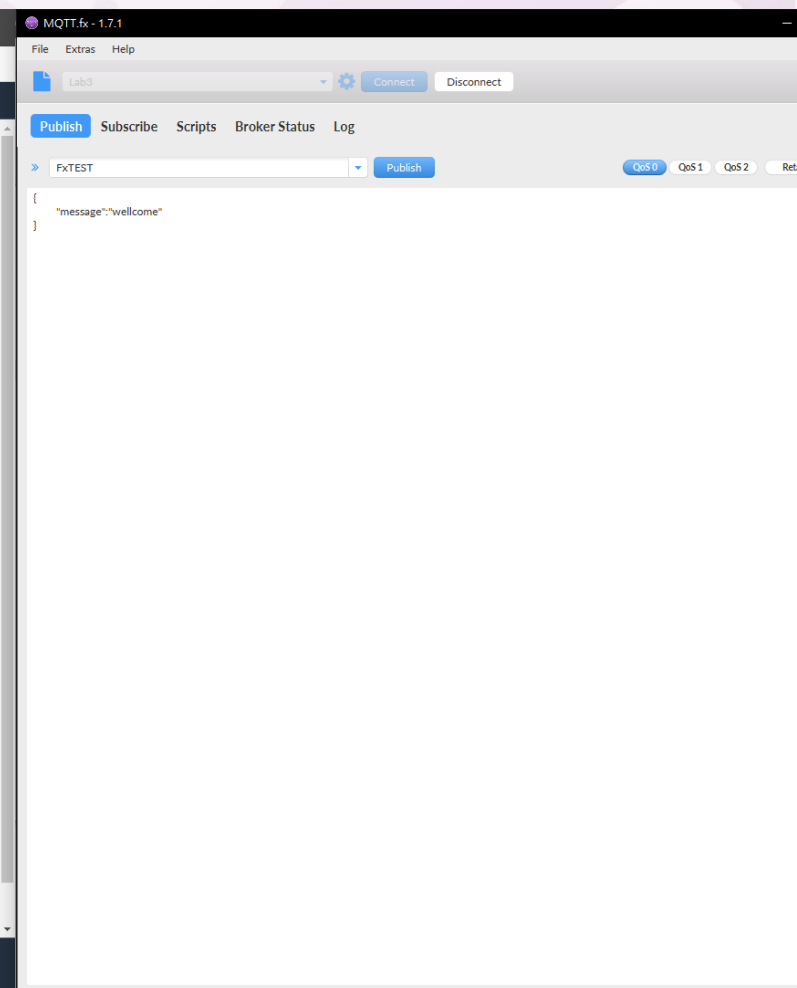 MQTT.fx - 1.7.1
File Extras Help
Lab3 Connect Disconnect
Publish Subscribe Scripts Broker Status Log
FxTEST Publish QoS 0 QoS 1 QoS 2 Ret
{
"message":"wellcome"
}